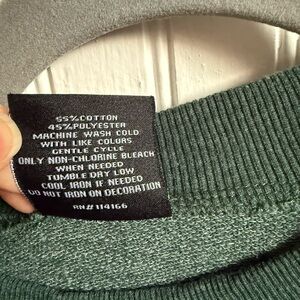 55%COTTON
45%POLYESTER
MACHINE WASH COLD
WITH LIKE COLORS
GENTLE CYCLE
ONLY NON-CHLORINE BLEACH
WHEN NEEDED
TUMBLE DRY LOW
COOL IRON IF NEEDED
DO NOT IRON ON DECORATION
RN# 114166